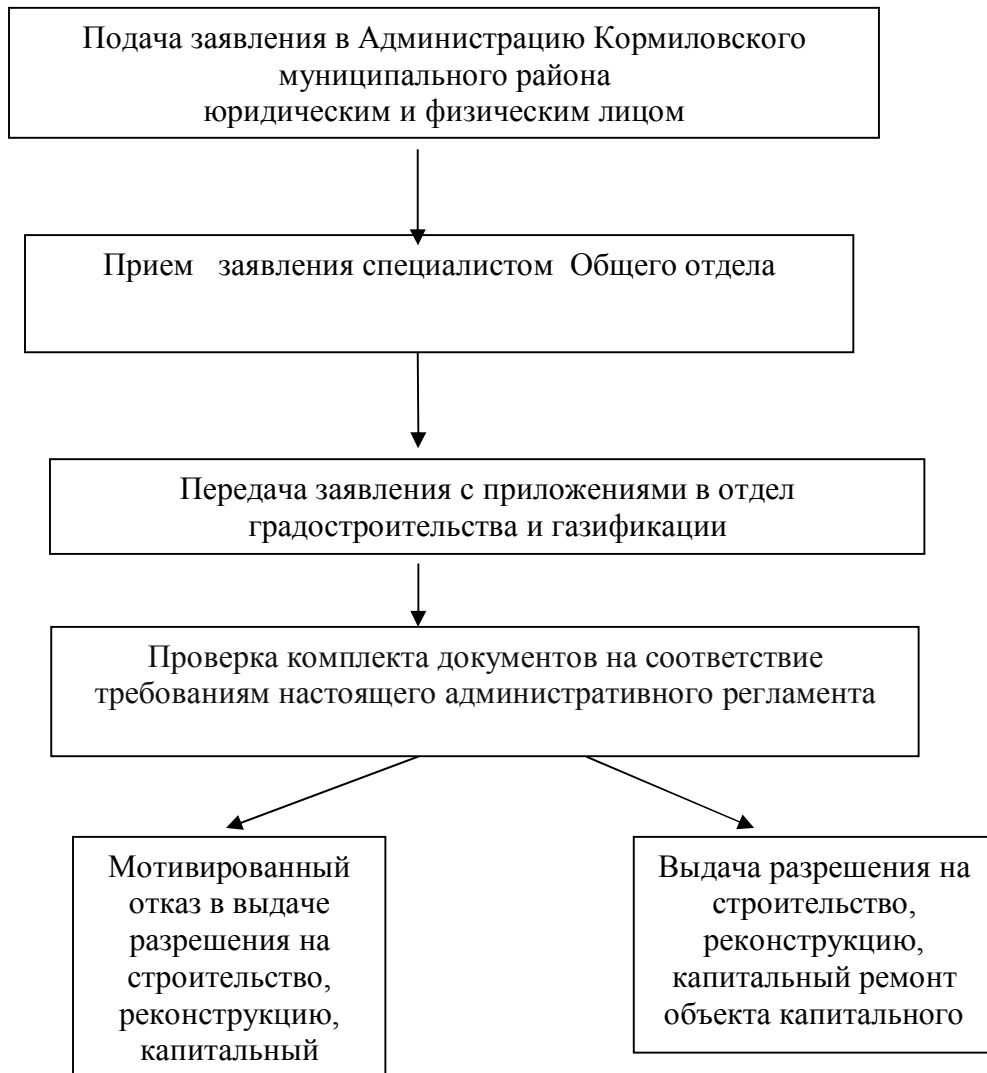 Подача заявления в Администрацию Кормиловского
муниципального района
юридическим и физическим лицом
Прием заявления специалистом Общего отдела
Передача заявления с приложениями в отдел
градостроительства и газификации
Проверка комплекта документов на соответствие
требованиям настоящего административного регламента
Мотивированный
отказ в выдаче
разрешения на
строительство,
реконструкцию,
капитальный
Выдача разрешения на
строительство,
реконструкцию,
капитальный ремонт
объекта капитального